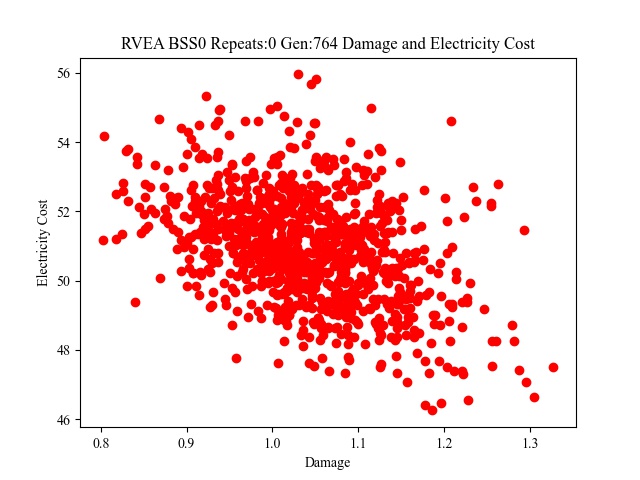 RVEA BSS0 Repeats:0 Gen:764 Damage and Electricity Cost
56
54
52
50
48
46
Electricity Cost
0.8 0.9 1.0 1.1 1.2 1.3
Damage